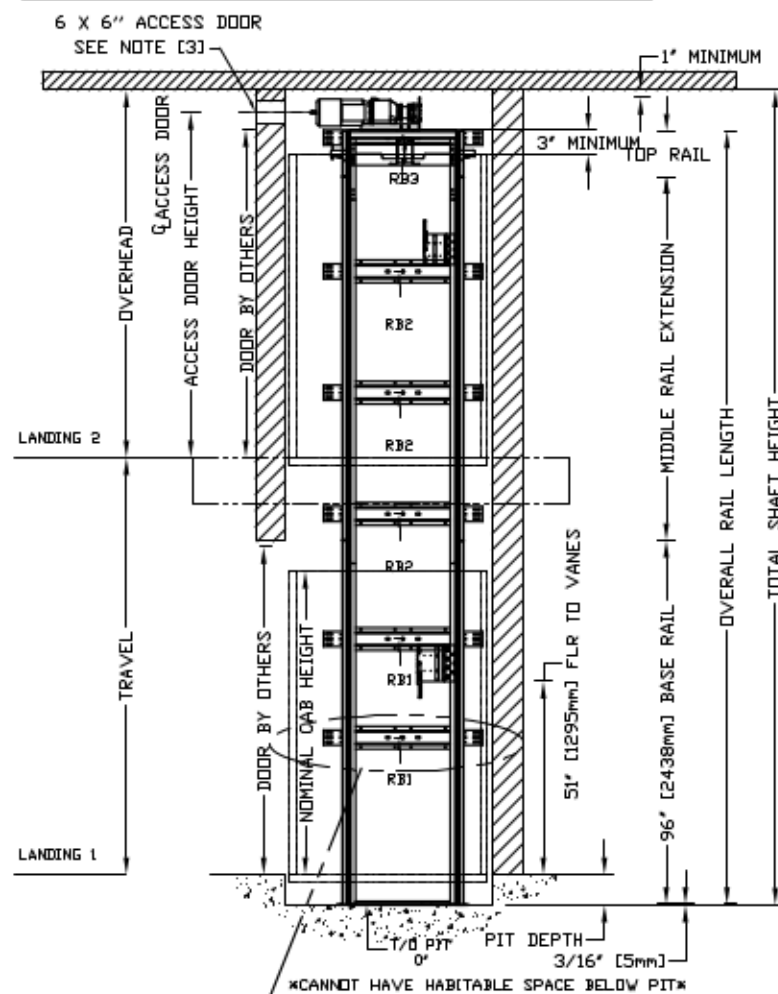 6 X 6" ACCESS DOOR
SEE NOTE [3]
1" MINIMUM
3" MINIMUM
TOP RAIL
℄ACCESS DOOR
ACCESS DOOR HEIGHT
DOOR BY OTHERS
OVERHEAD
RB3
RB2
RB2
LANDING 2
RB2
MIDDLE RAIL EXTENSION
OVERALL RAIL LENGTH
TOTAL SHAFT HEIGHT
TRAVEL
DOOR BY OTHERS
NOMINAL CAB HEIGHT
RB1
RB1
51" [1295mm] FLR TO VANES
96" [2438mm] BASE RAIL
LANDING 1
T/O PIT
0"
PIT DEPTH
3/16" [5mm]
*CANNOT HAVE HABITABLE SPACE BELOW PIT*